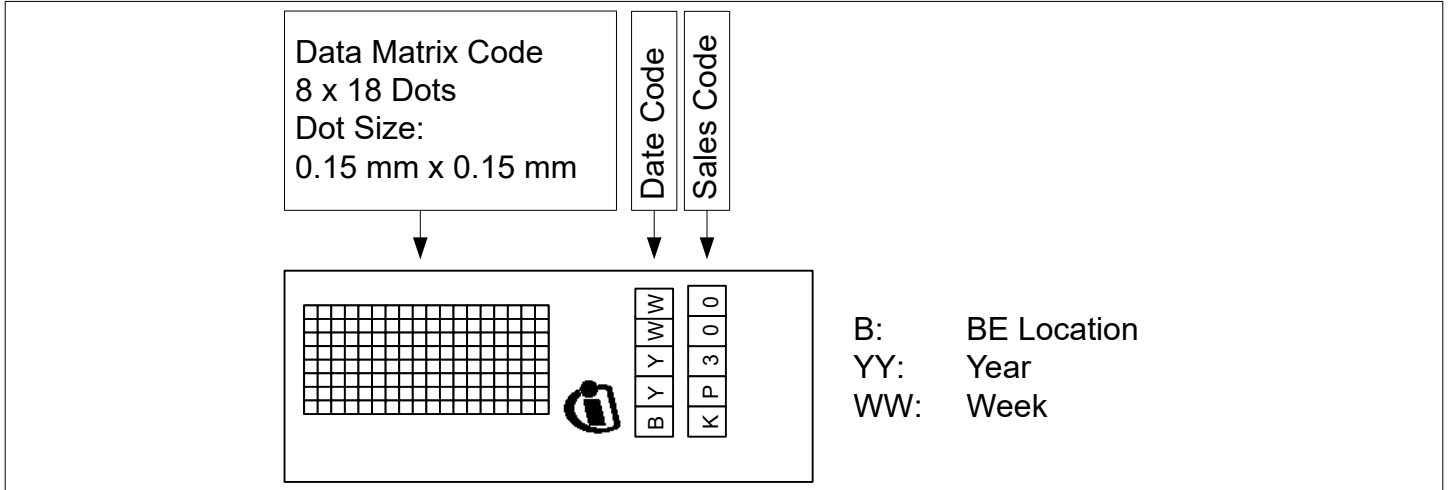 Data Matrix Code
8 x 18 Dots
Dot Size:
0.15 mm x 0.15 mm
Date Code
Sales Code
BYYWW
KP300
B: BE Location
YY: Year
WW: Week